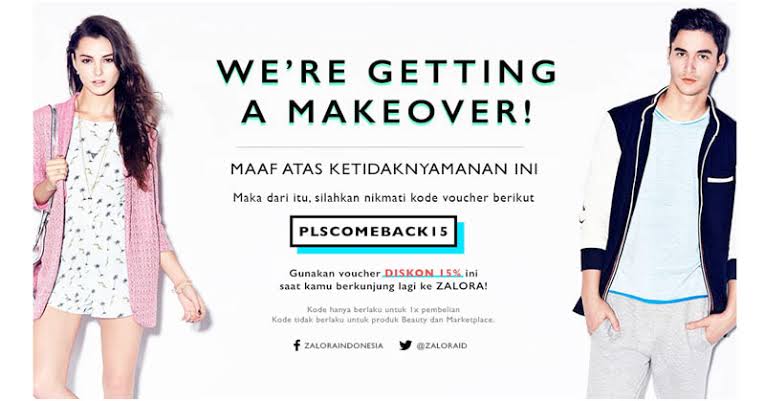 WE'RE GETTING
A MAKEOVER!
MAAF ATAS KETIDAKNYAMANAN INI
Maka dari itu, silahkan nikmati kode voucher berikut
PLSCOMEBACK15
Gunakan voucher DISKON 15% ini
saat kamu berkunjung lagi ke ZALORA!
Kode hanya berlaku untuk 1x pembelian
Kode tidak berlaku untuk produk Beauty dan Marketplace.
ZALORAINDONESIA @ZALORAID